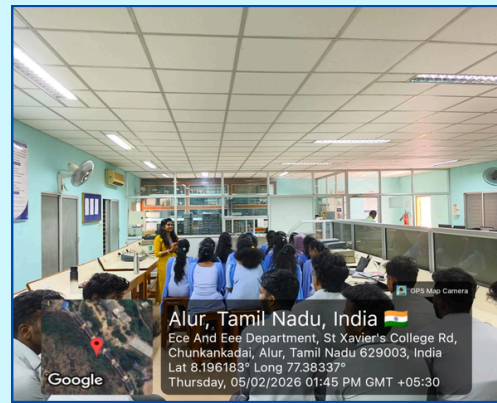 GPS Map Camera
Alur, Tamil Nadu, India 🇮🇳
Ece And Eee Department, St Xavier's College Rd,
Chunkankadai, Alur, Tamil Nadu 629003, India
Lat 8.196183° Long 77.38337°
Thursday, 05/02/2026 01:45 PM GMT +05:30
Google